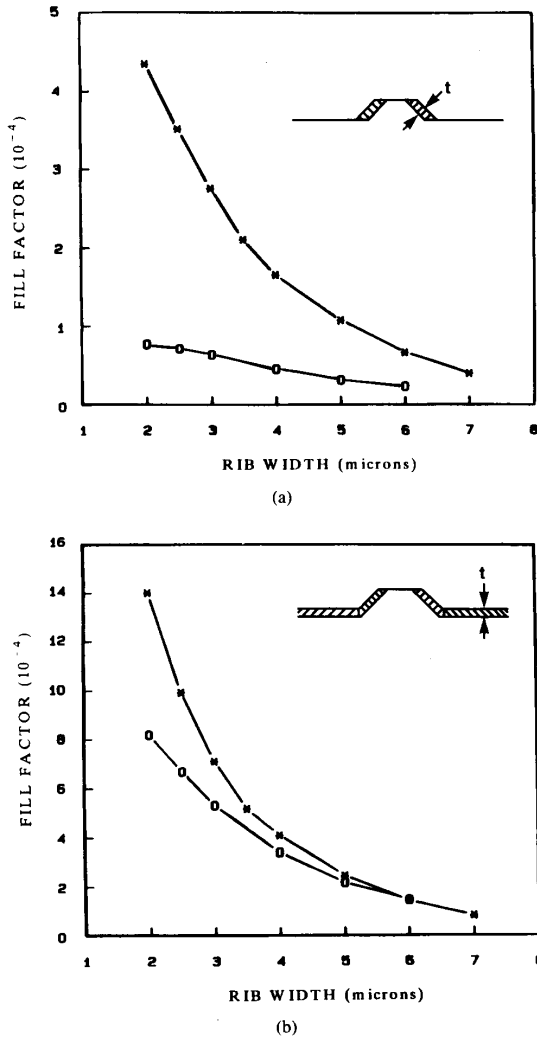 5
4
3
2
1
0
FILL FACTOR (10⁻⁴)
t
1 2 3 4 5 6 7 8
RIB WIDTH (microns)
(a)
16
14
12
10
8
6
4
2
0
FILL FACTOR (10⁻⁴)
t
1 2 3 4 5 6 7 8
RIB WIDTH (microns)
(b)